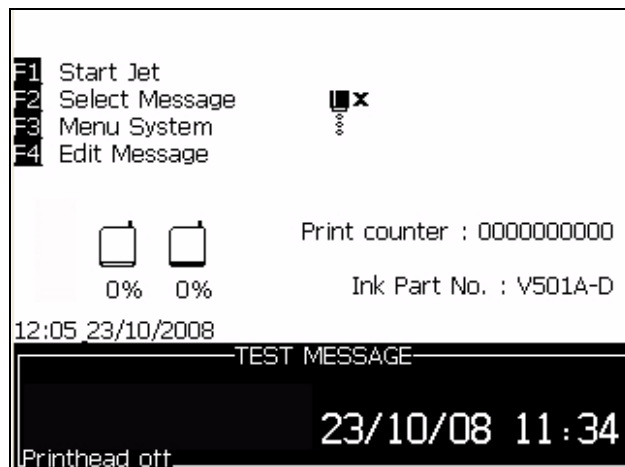 F1 Start Jet
F2 Select Message
F3 Menu System
F4 Edit Message
Print counter : 0000000000
0% 0%
Ink Part No. : V501A-D
12:05 23/10/2008
TEST MESSAGE
23/10/08 11:34
Printhead off